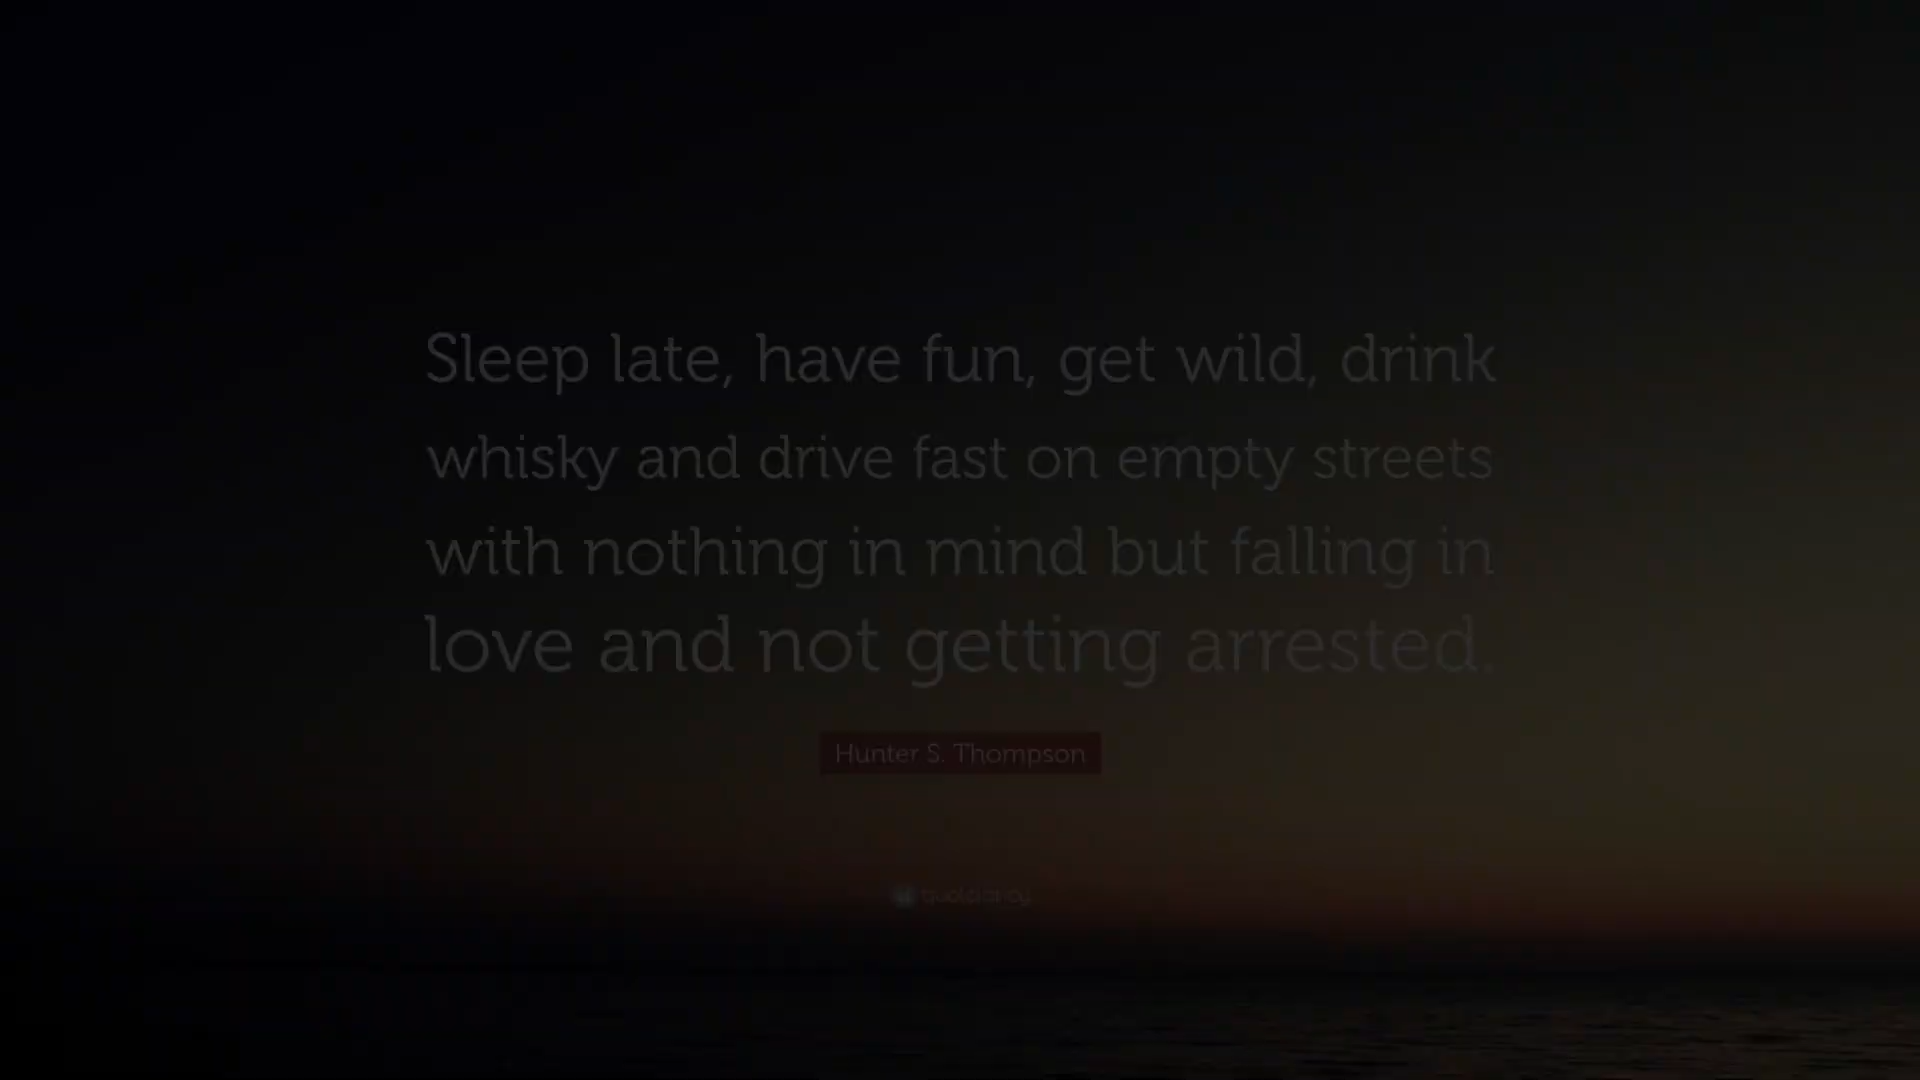 Sleep late, have fun, get wild, drink
whisky and drive fast on empty streets
with nothing in mind but falling in
love and not getting arrested.
Hunter S. Thompson
quotefancy